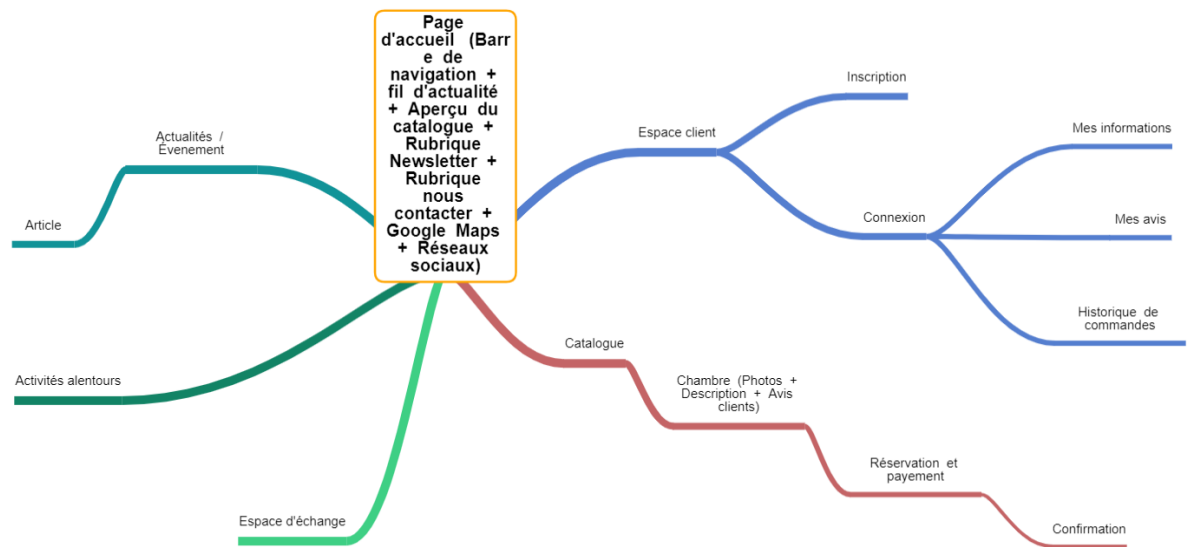 Page
d'accueil (Barr
e de
navigation +
fil d'actualité
+ Aperçu du
catalogue +
Rubrique
Newsletter +
Rubrique
nous
contacter +
Google Maps
+ Réseaux
sociaux)
Actualités /
Évenement
Article
Activités alentours
Espace d'échange
Espace client
Inscription
Connexion
Mes informations
Mes avis
Historique de
commandes
Catalogue
Chambre (Photos +
Description + Avis
clients)
Réservation et
payement
Confirmation